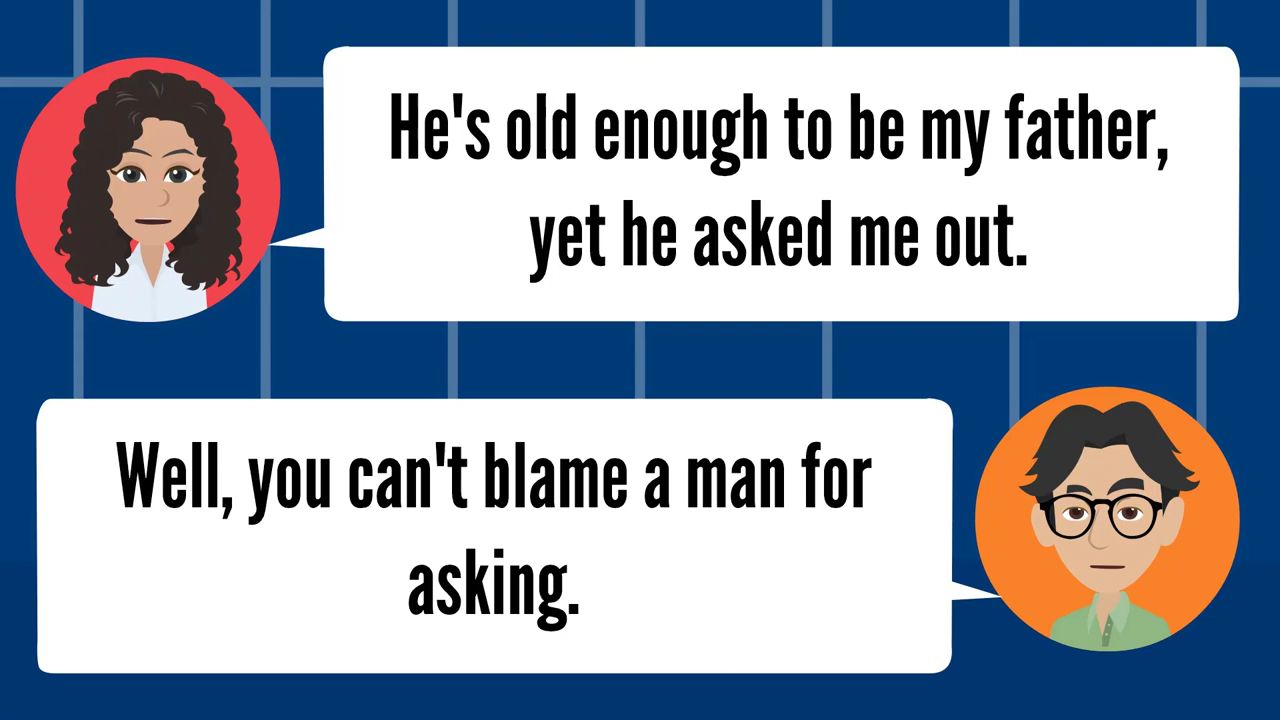 He's old enough to be my father,
yet he asked me out.
Well, you can't blame a man for
asking.